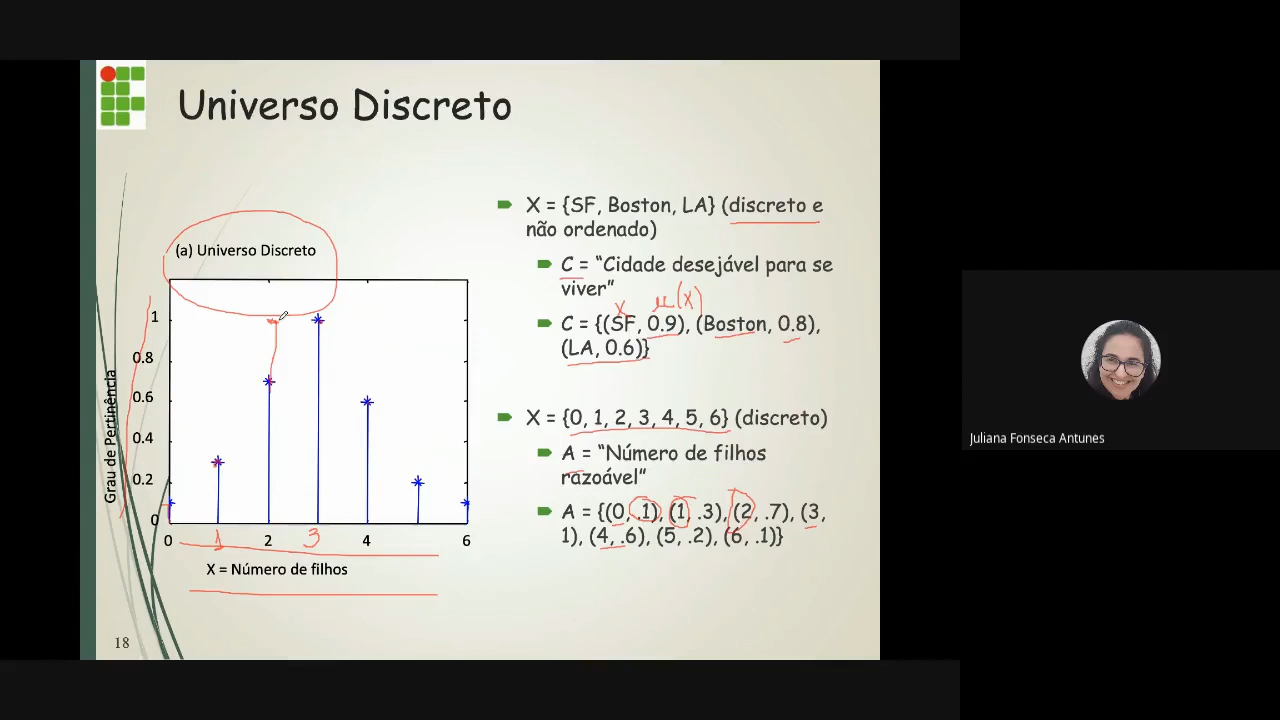 Universo Discreto
(a) Universo Discreto
1
0.8
0.6
0.4
0.2
0
Grau de Pertinência
0 1 2 3 4 6
X = Número de filhos
X = {SF, Boston, LA} (discreto e
não ordenado)
C = “Cidade desejável para se
viver”
x μ(x)
C = {(SF, 0.9), (Boston, 0.8),
(LA, 0.6)}
X = {0, 1, 2, 3, 4, 5, 6} (discreto)
A = “Número de filhos
razoável”
A = {(0, .1), (1, .3), (2, .7), (3,
1), (4, .6), (5, .2), (6, .1)}
18
Juliana Fonseca Antunes